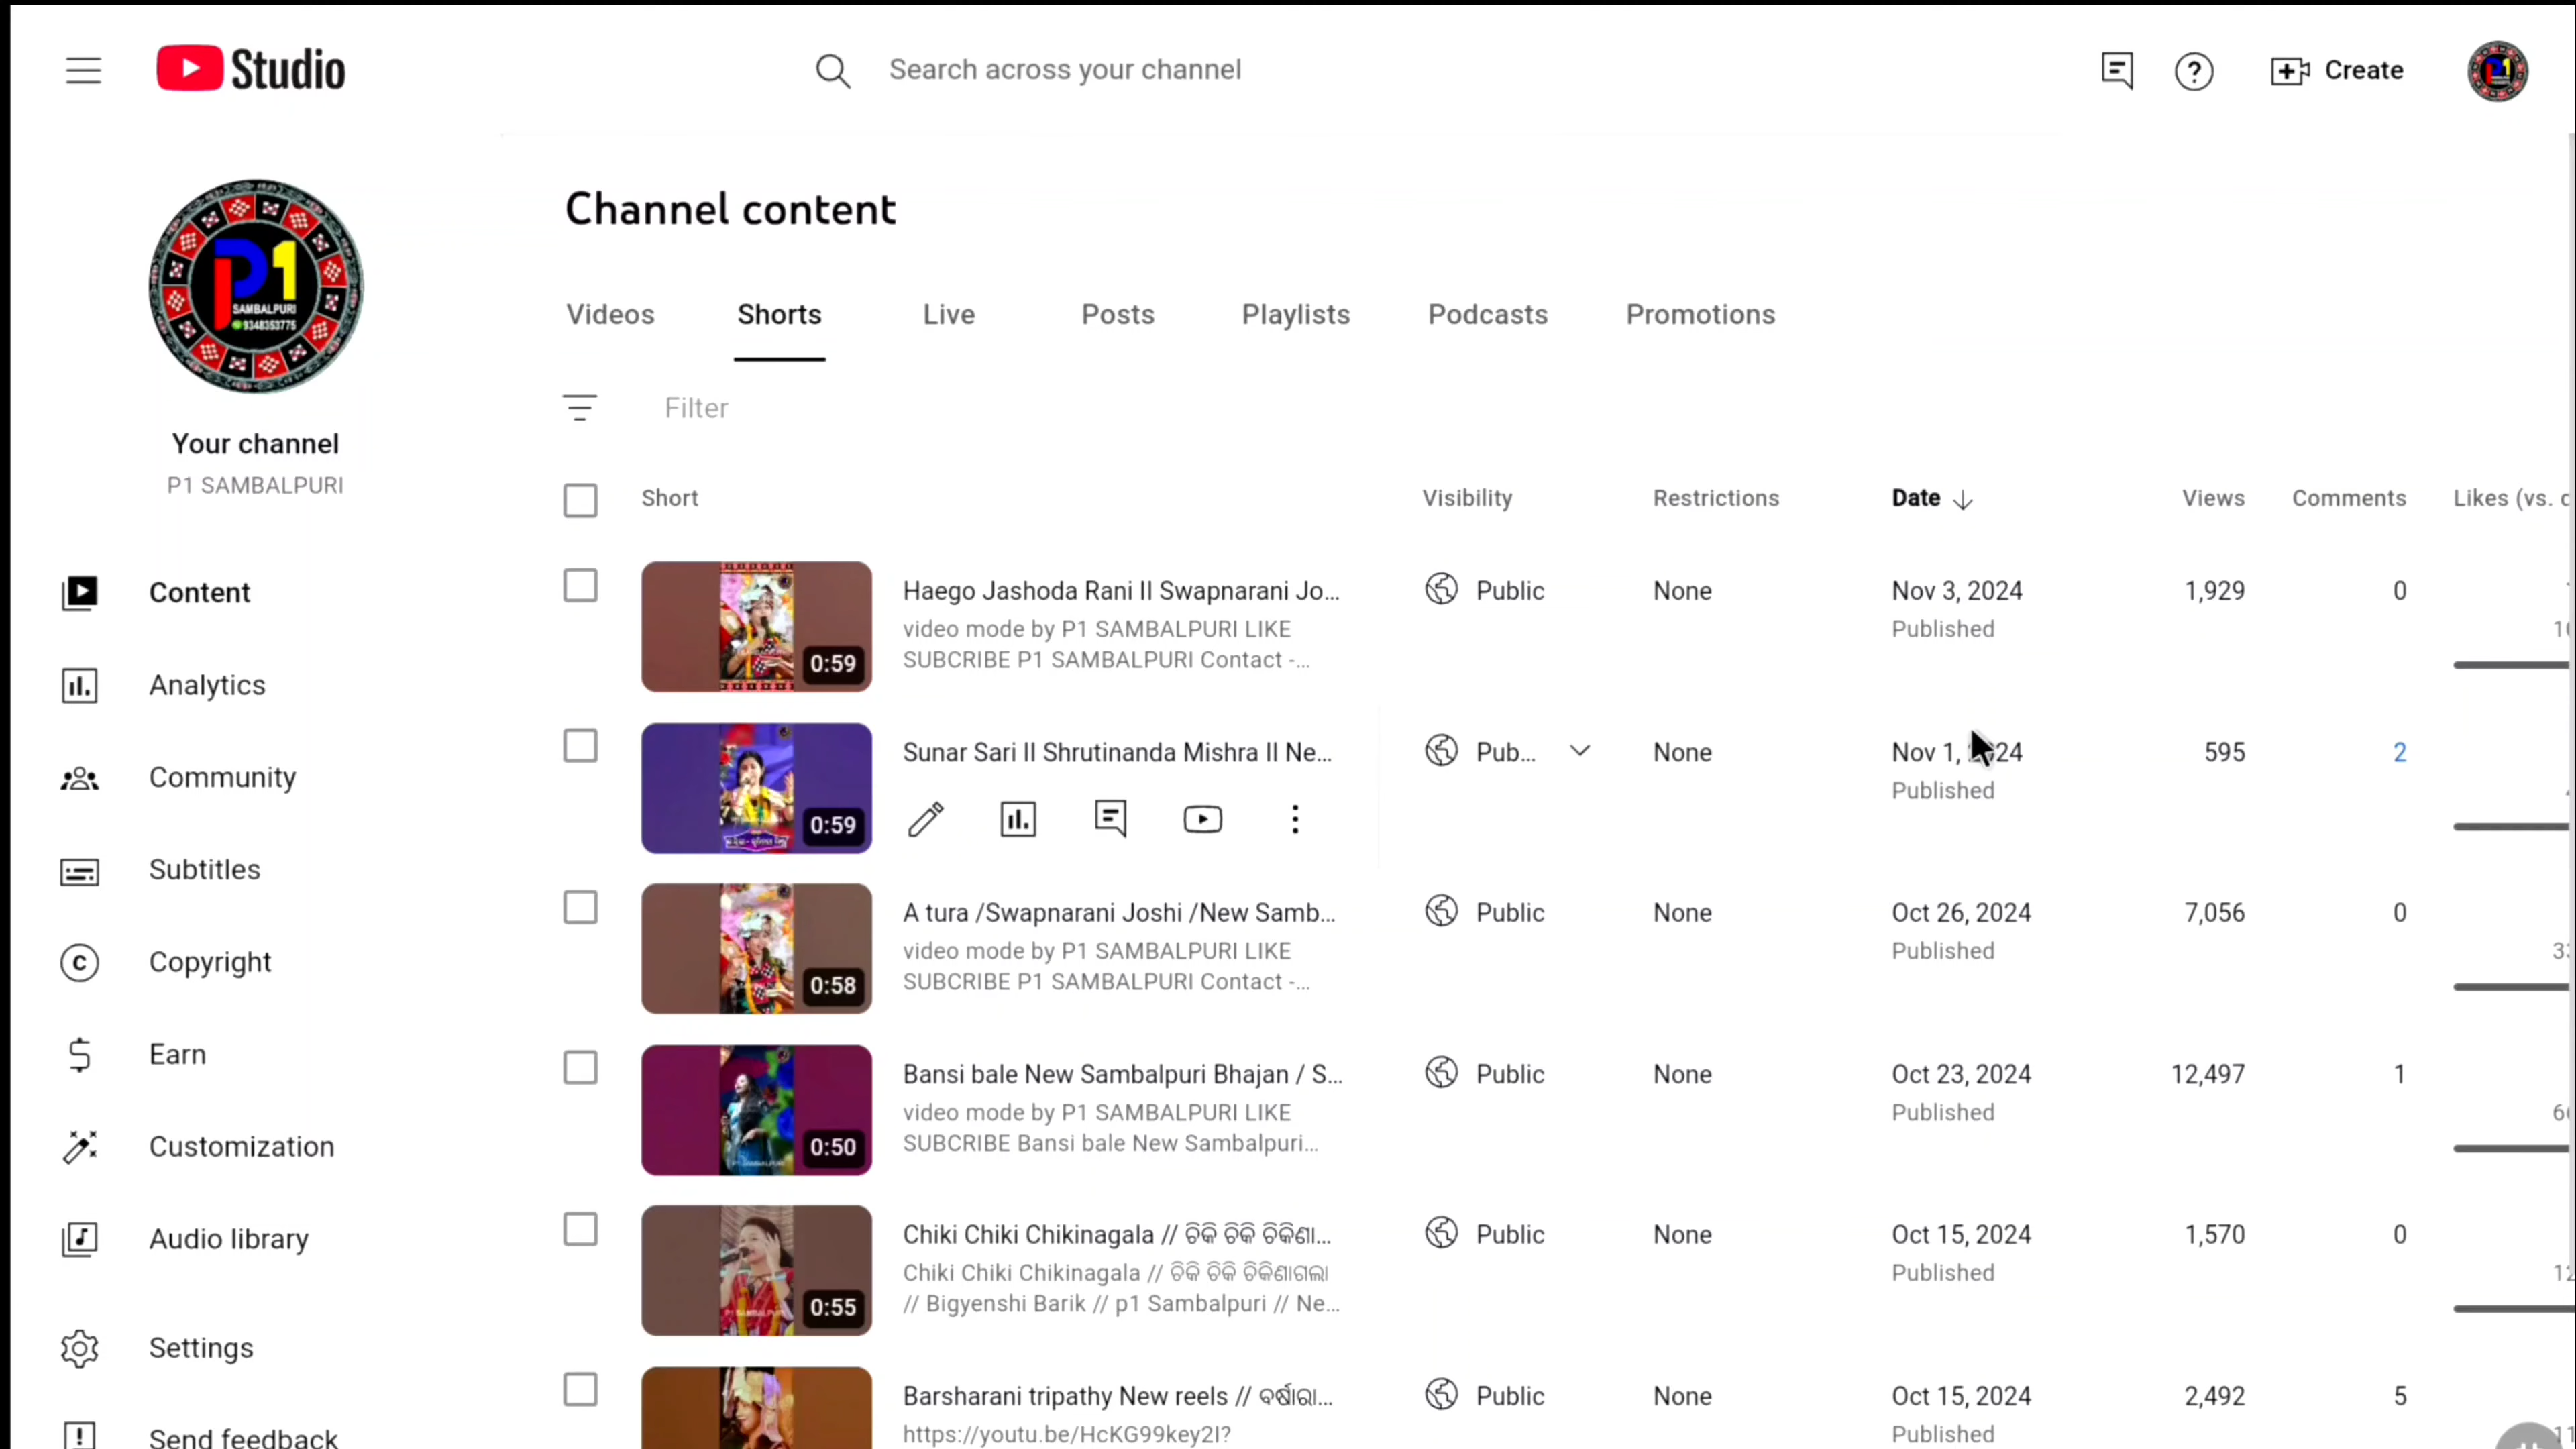 Studio
Search across your channel
Create
P1
SAMBALPURI
9348353775
Your channel
P1 SAMBALPURI
Content
Analytics
Community
Subtitles
Copyright
Earn
Customization
Audio library
Settings
Send feedback
Channel content
Videos Shorts Live Posts Playlists Podcasts Promotions
Filter
Short Visibility Restrictions Date Views Comments Likes (vs.
0:59
Haego Jashoda Rani II Swapnarani Jo... Public None Nov 3, 2024 1,929 0
video mode by P1 SAMBALPURI LIKE Published
SUBCRIBE P1 SAMBALPURI Contact -...
0:59
Sunar Sari II Shrutinanda Mishra II Ne... Pub... None Nov 1, 24 595 2
Published
0:58
A tura /Swapnarani Joshi /New Samb... Public None Oct 26, 2024 7,056 0
video mode by P1 SAMBALPURI LIKE Published
SUBCRIBE P1 SAMBALPURI Contact -...
0:50
Bansi bale New Sambalpuri Bhajan / S... Public None Oct 23, 2024 12,497 1
video mode by P1 SAMBALPURI LIKE Published
SUBCRIBE Bansi bale New Sambalpuri...
0:55
Chiki Chiki Chikinagala // ଚିକି ଚିକି ଚିକିଣା... Public None Oct 15, 2024 1,570 0
Chiki Chiki Chikinagala // ଚିକି ଚିକି ଚିକିଣାଗଲା Published
// Bigyenshi Barik // p1 Sambalpuri // Ne...
Barsharani tripathy New reels // ବର୍ଷାରା... Public None Oct 15, 2024 2,492 5
https://youtu.be/HcKG99key2I? Published